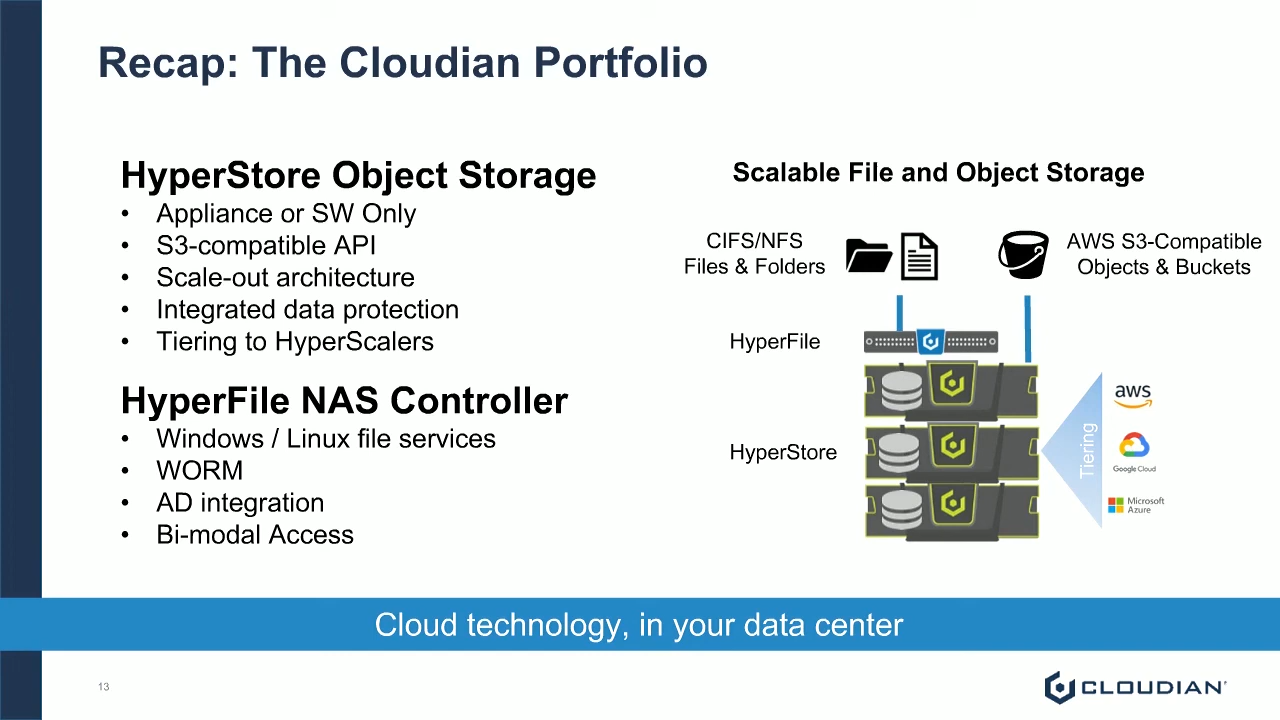 Recap: The Cloudian Portfolio
HyperStore Object Storage
• Appliance or SW Only
• S3-compatible API
• Scale-out architecture
• Integrated data protection
• Tiering to HyperScalers
HyperFile NAS Controller
• Windows / Linux file services
• WORM
• AD integration
• Bi-modal Access
Scalable File and Object Storage
CIFS/NFS
Files & Folders
AWS S3-Compatible
Objects & Buckets
HyperFile
HyperStore
Tiering
aws
Google Cloud
Microsoft
Azure
Cloud technology, in your data center
13
CLOUDIAN